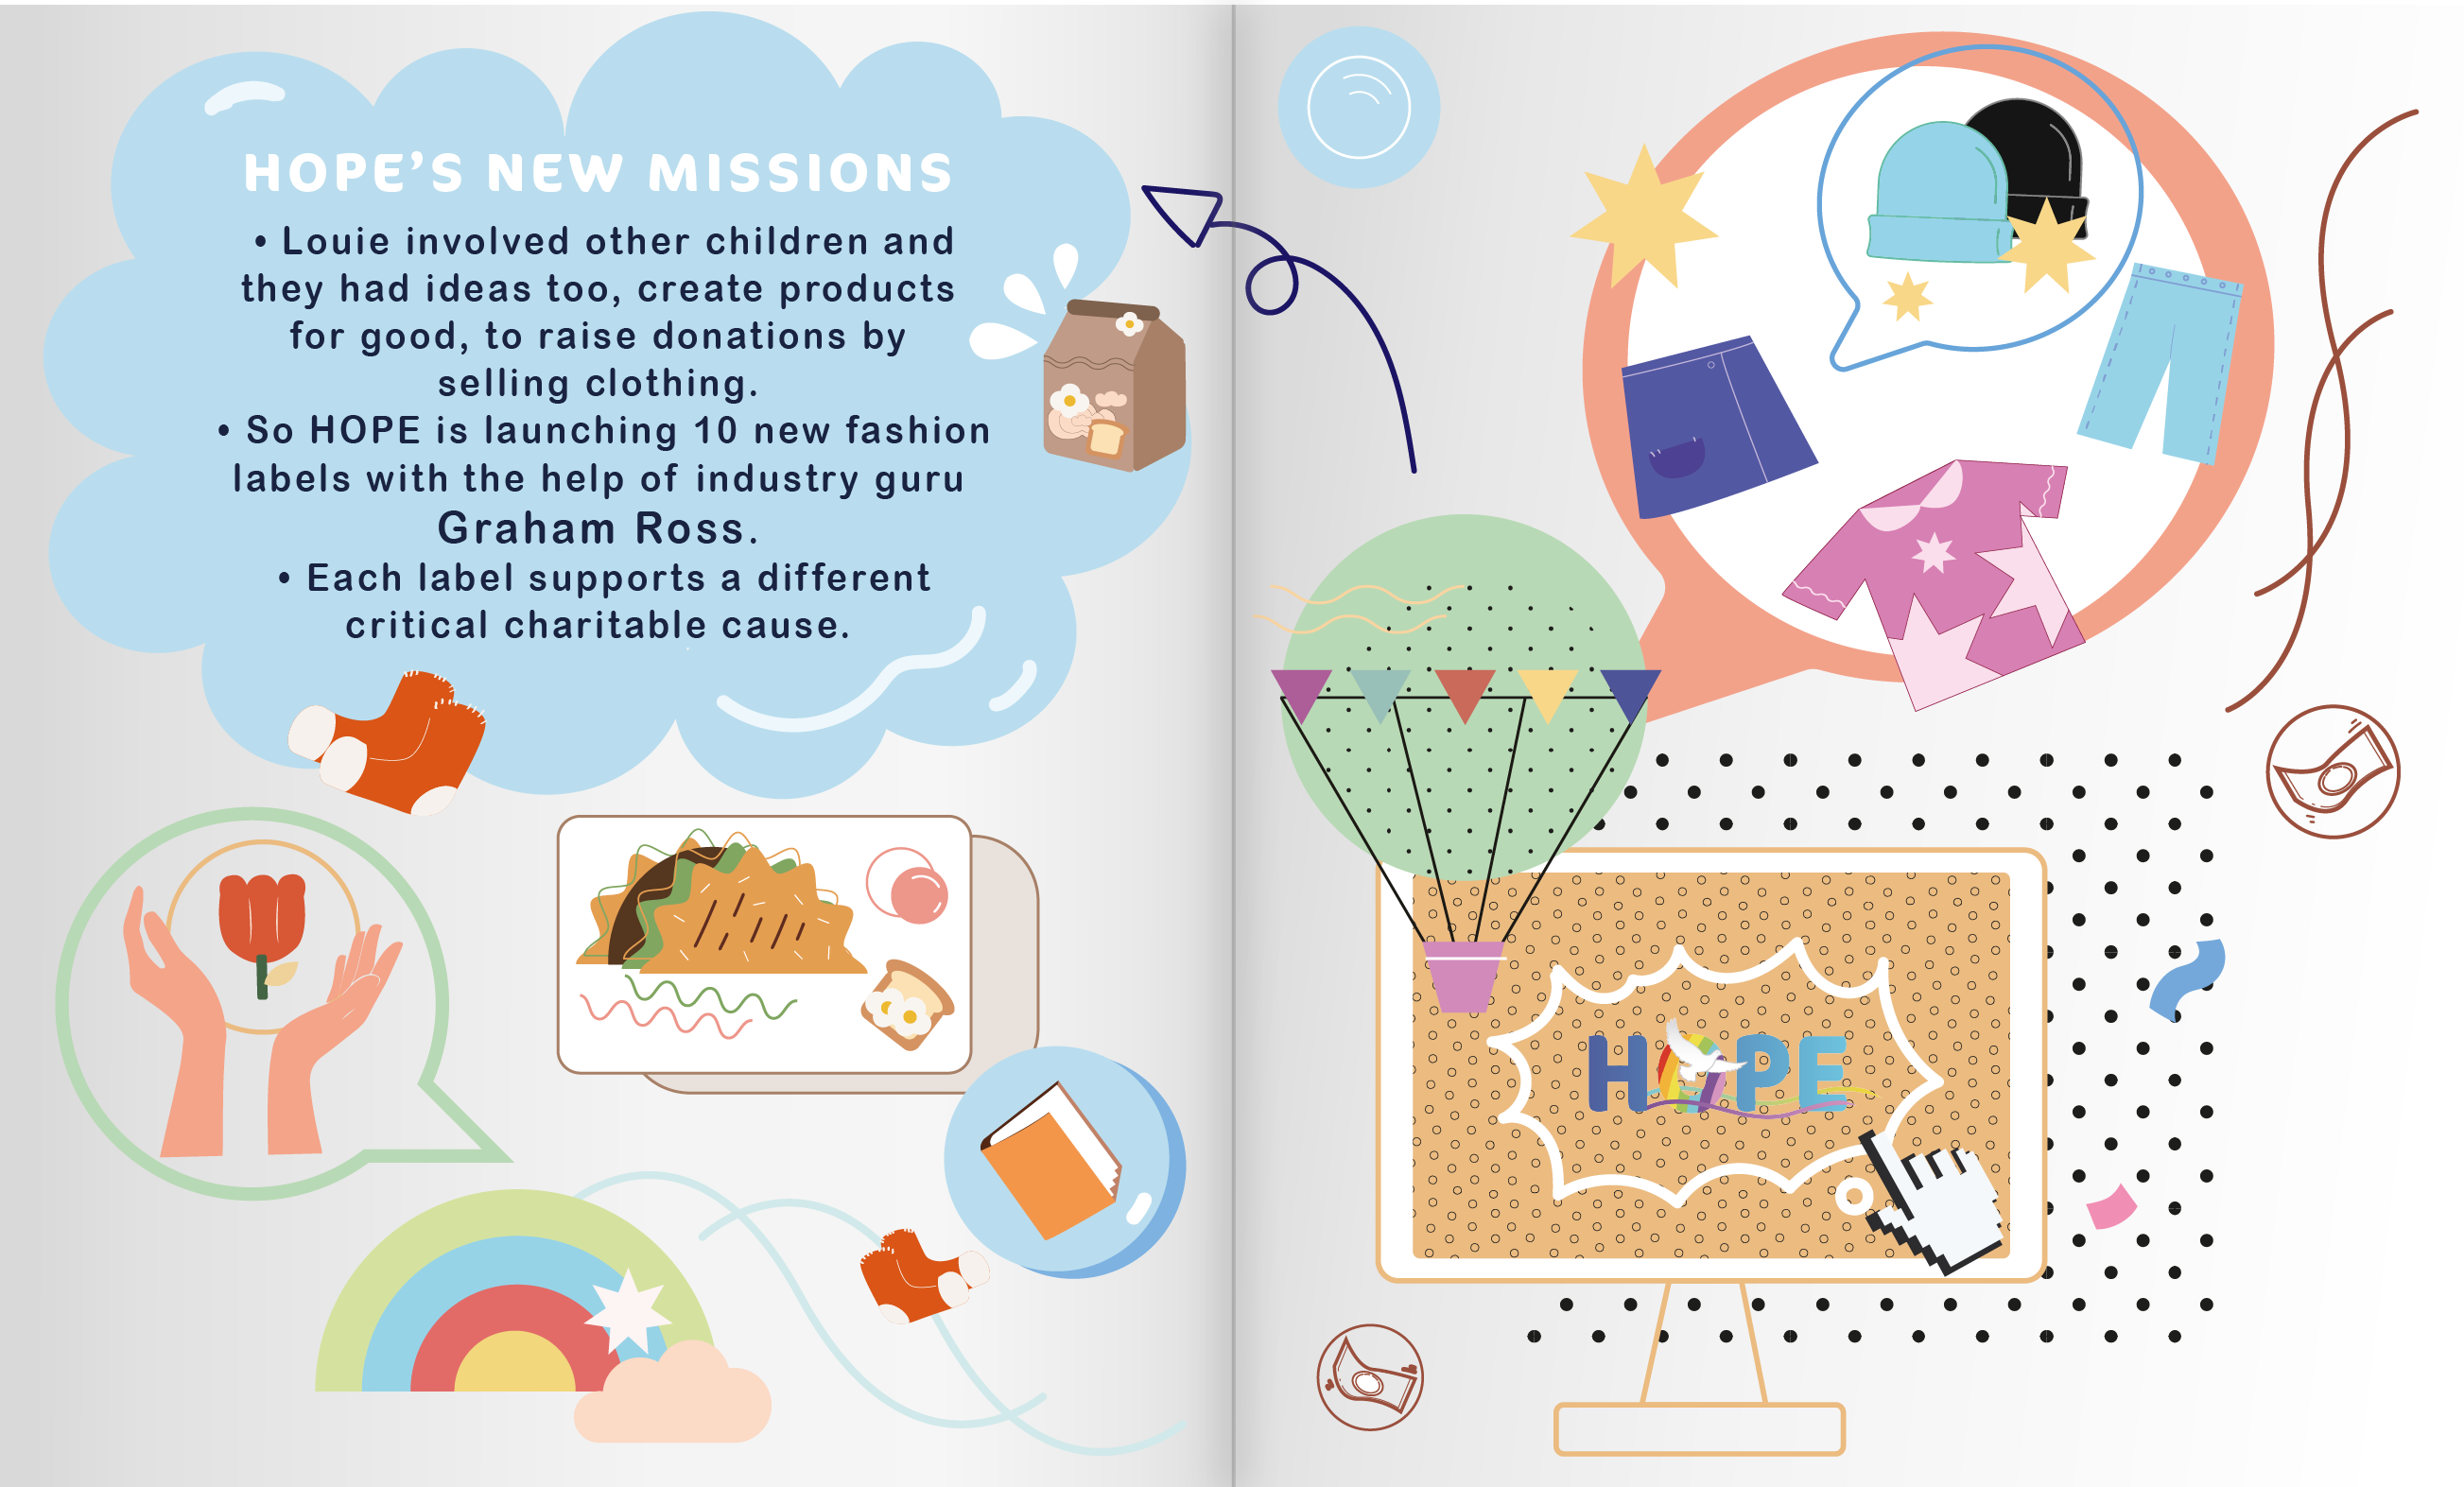 HOPE’S NEW MISSIONS
• Louie involved other children and
they had ideas too, create products
for good, to raise donations by
selling clothing.
• So HOPE is launching 10 new fashion
labels with the help of industry guru
Graham Ross.
• Each label supports a different
critical charitable cause.
HOPE